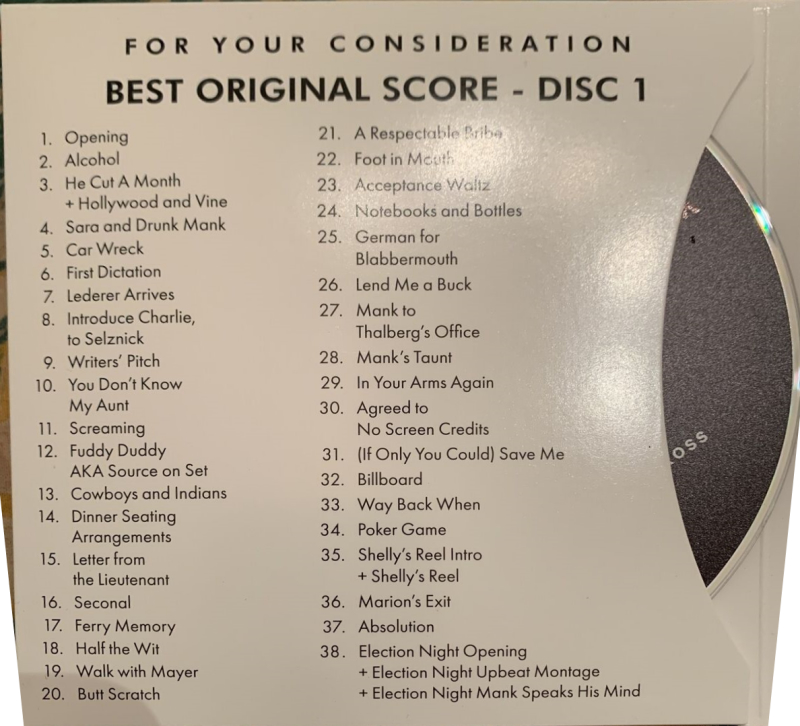 FOR YOUR CONSIDERATION
BEST ORIGINAL SCORE - DISC 1
1. Opening
2. Alcohol
3. He Cut A Month
+ Hollywood and Vine
4. Sara and Drunk Mank
5. Car Wreck
6. First Dictation
7. Lederer Arrives
8. Introduce Charlie,
to Selznick
9. Writers' Pitch
10. You Don't Know
My Aunt
11. Screaming
12. Fuddy Duddy
AKA Source on Set
13. Cowboys and Indians
14. Dinner Seating
Arrangements
15. Letter from
the Lieutenant
16. Seconal
17. Ferry Memory
18. Half the Wit
19. Walk with Mayer
20. Butt Scratch
21. A Respectable Bribe
22. Foot in Mouth
23. Acceptance Waltz
24. Notebooks and Bottles
25. German for
Blabbermouth
26. Lend Me a Buck
27. Mank to
Thalberg's Office
28. Mank's Taunt
29. In Your Arms Again
30. Agreed to
No Screen Credits
31. (If Only You Could) Save Me
32. Billboard
33. Way Back When
34. Poker Game
35. Shelly's Reel Intro
+ Shelly's Reel
36. Marion's Exit
37. Absolution
38. Election Night Opening
+ Election Night Upbeat Montage
+ Election Night Mank Speaks His Mind
OSS